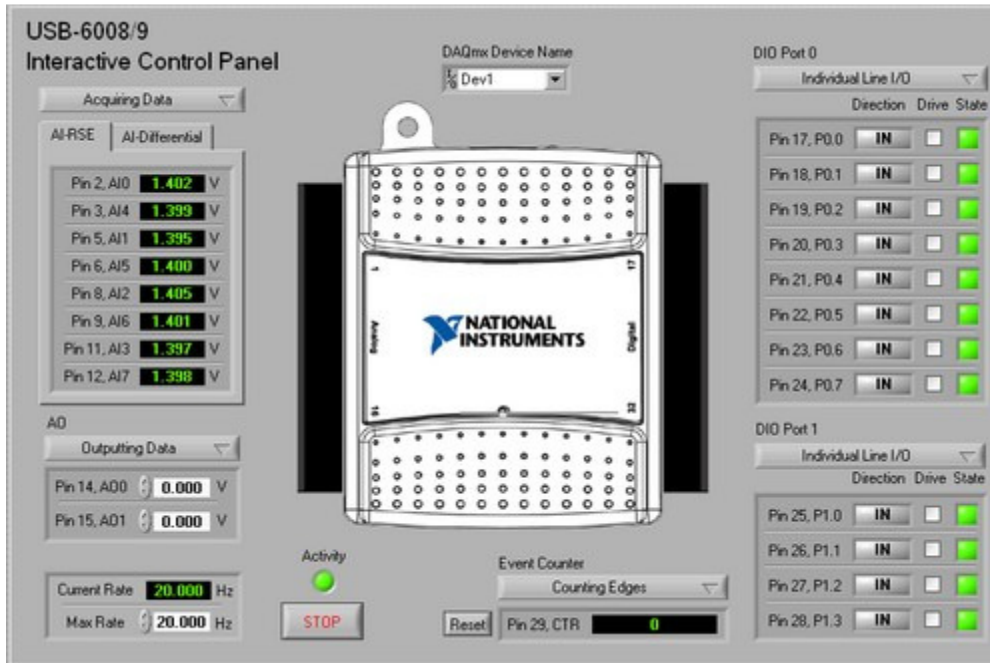 USB-6008/9
Interactive Control Panel
Acquiring Data
AI-RSE AI-Differential
Pin 2, AI0 1.402 V
Pin 3, AI4 1.399 V
Pin 5, AI1 1.395 V
Pin 6, AI5 1.400 V
Pin 8, AI2 1.405 V
Pin 9, AI6 1.401 V
Pin 11, AI3 1.397 V
Pin 12, AI7 1.398 V
AO
Outputting Data
Pin 14, AO0 0.000 V
Pin 15, AO1 0.000 V
Current Rate 20.000 Hz
Max Rate 20.000 Hz
DAQmx Device Name
Dev1
1 17
Analog Digital
NATIONAL
INSTRUMENTS
16 32
Activity
STOP
Event Counter
Counting Edges
Reset Pin 29, CTR 0
DIO Port 0
Individual Line I/O
Direction Drive State
Pin 17, P0.0 IN
Pin 18, P0.1 IN
Pin 19, P0.2 IN
Pin 20, P0.3 IN
Pin 21, P0.4 IN
Pin 22, P0.5 IN
Pin 23, P0.6 IN
Pin 24, P0.7 IN
DIO Port 1
Individual Line I/O
Direction Drive State
Pin 25, P1.0 IN
Pin 26, P1.1 IN
Pin 27, P1.2 IN
Pin 28, P1.3 IN